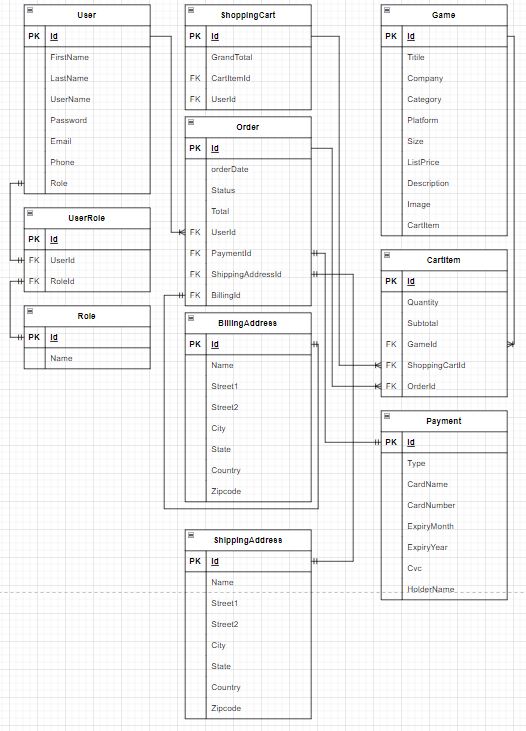 User
PK Id
FirstName
LastName
UserName
Password
Email
Phone
Role
UserRole
PK Id
FK UserId
FK RoleId
Role
PK Id
Name
ShoppingCart
PK Id
GrandTotal
FK CartItemId
FK UserId
Order
PK Id
orderDate
Status
Total
FK UserId
FK PaymentId
FK ShippingAddressId
FK BillingId
BillingAddress
PK Id
Name
Street1
Street2
City
State
Country
Zipcode
ShippingAddress
PK Id
Name
Street1
Street2
City
State
Country
Zipcode
Game
PK Id
Titile
Company
Category
Platform
Size
ListPrice
Description
Image
CartItem
CartItem
PK Id
Quantity
Subtotal
FK GameId
FK ShoppingCartId
FK OrderId
Payment
PK Id
Type
CardName
CardNumber
ExpiryMonth
ExpiryYear
Cvc
HolderName